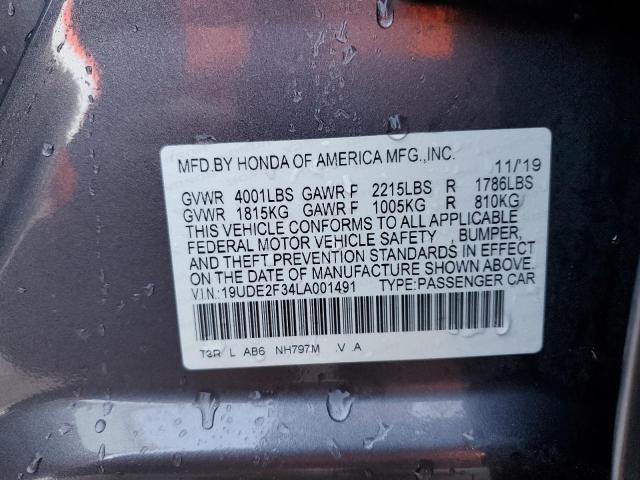 MFD.BY HONDA OF AMERICA MFG.,INC. 11/'19
GVWR 4001LBS GAWR F 2215LBS R 1786LBS
GVWR 1815KG GAWR F 1005KG R 810KG
THIS VEHICLE CONFORMS TO ALL APPLICABLE
FEDERAL MOTOR VEHICLE SAFETY , BUMPER,
AND THEFT PREVENTION STANDARDS IN EFFECT
ON THE DATE OF MANUFACTURE SHOWN ABOVE.
V.I.N.:19UDE2F34LA001491 TYPE:PASSENGER CAR
T3R L AB6 NH797M .V .A